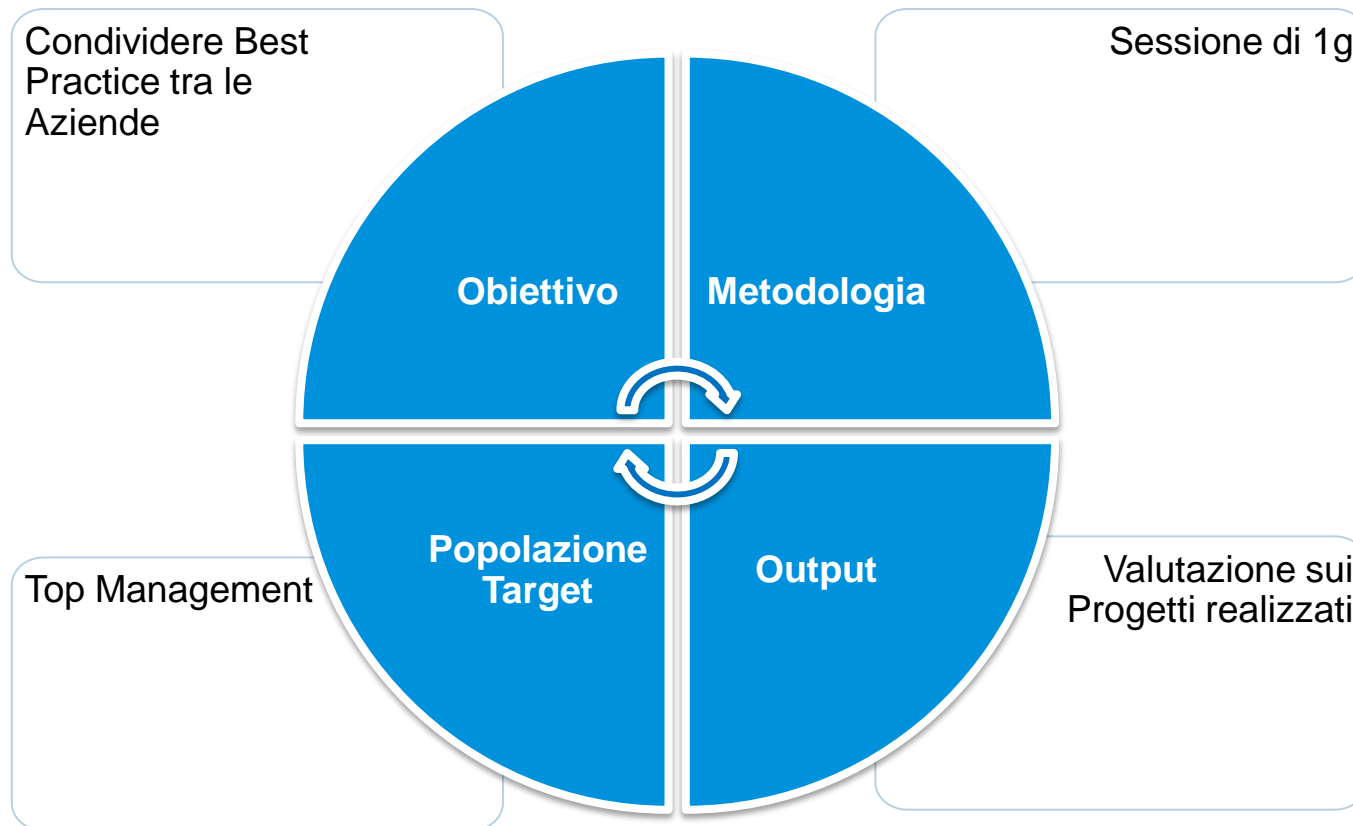 Condividere Best
Practice tra le
Aziende
Sessione di 1g
Obiettivo
Metodologia
Popolazione
Target
Output
Top Management
Valutazione sui
Progetti realizzati